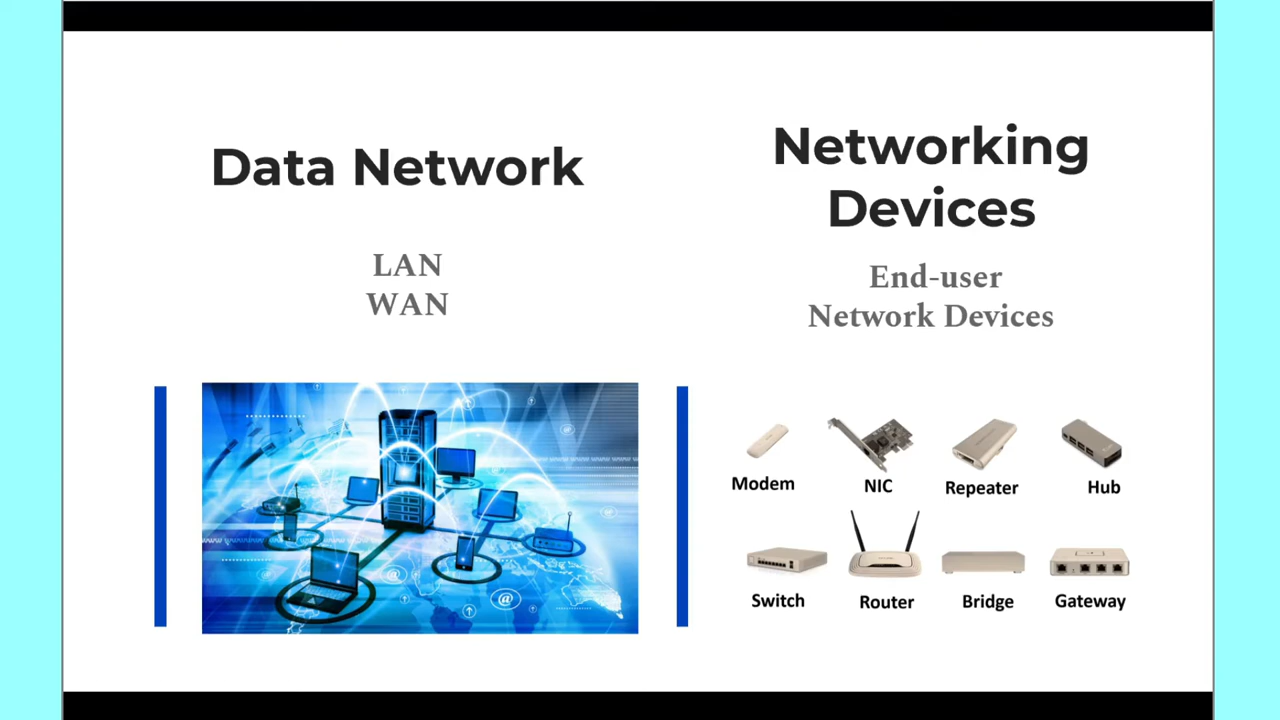 Data Network
LAN
WAN
Networking
Devices
End-user
Network Devices
Modem
NIC
Repeater
Hub
Switch
Router
Bridge
Gateway